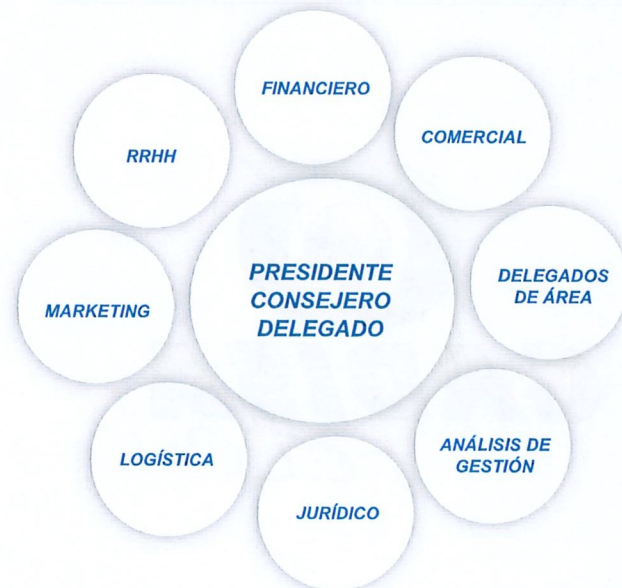 FINANCIERO
COMERCIAL
RRHH
DELEGADOS
DE ÁREA
PRESIDENTE
CONSEJERO
DELEGADO
MARKETING
ANÁLISIS DE
GESTIÓN
LOGÍSTICA
JURÍDICO